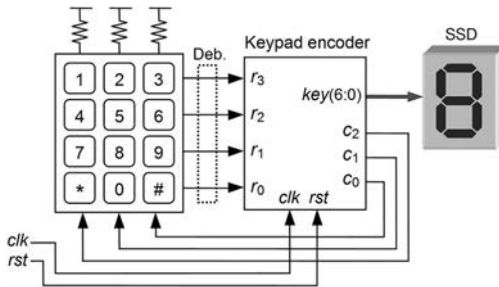 SSD
Keypad encoder
Deb.
1 2 3
4 5 6
7 8 9
* 0 #
r3
r2
r1
r0
key(6:0)
c2
c1
c0
clk rst
clk
rst